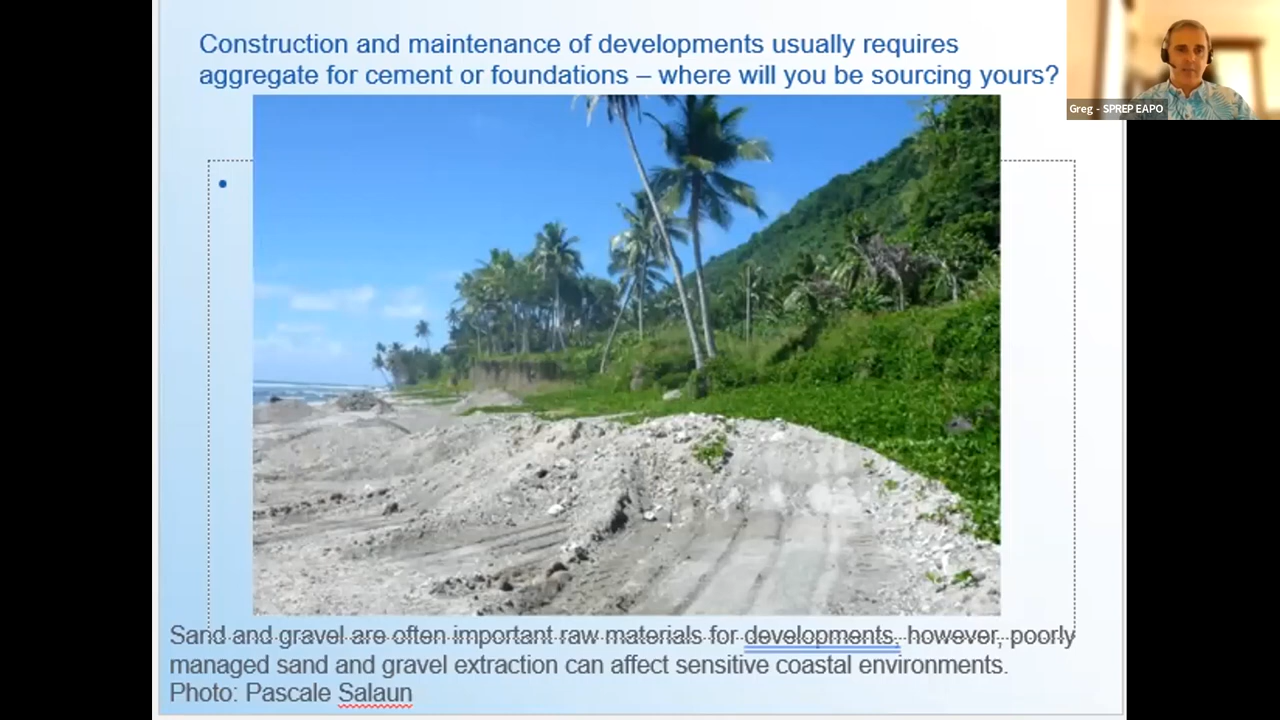 Construction and maintenance of developments usually requires
aggregate for cement or foundations – where will you be sourcing yours?
Greg - SPREP EAPO
Sand and gravel are often important raw materials for developments, however, poorly
managed sand and gravel extraction can affect sensitive coastal environments.
Photo: Pascale Salaun